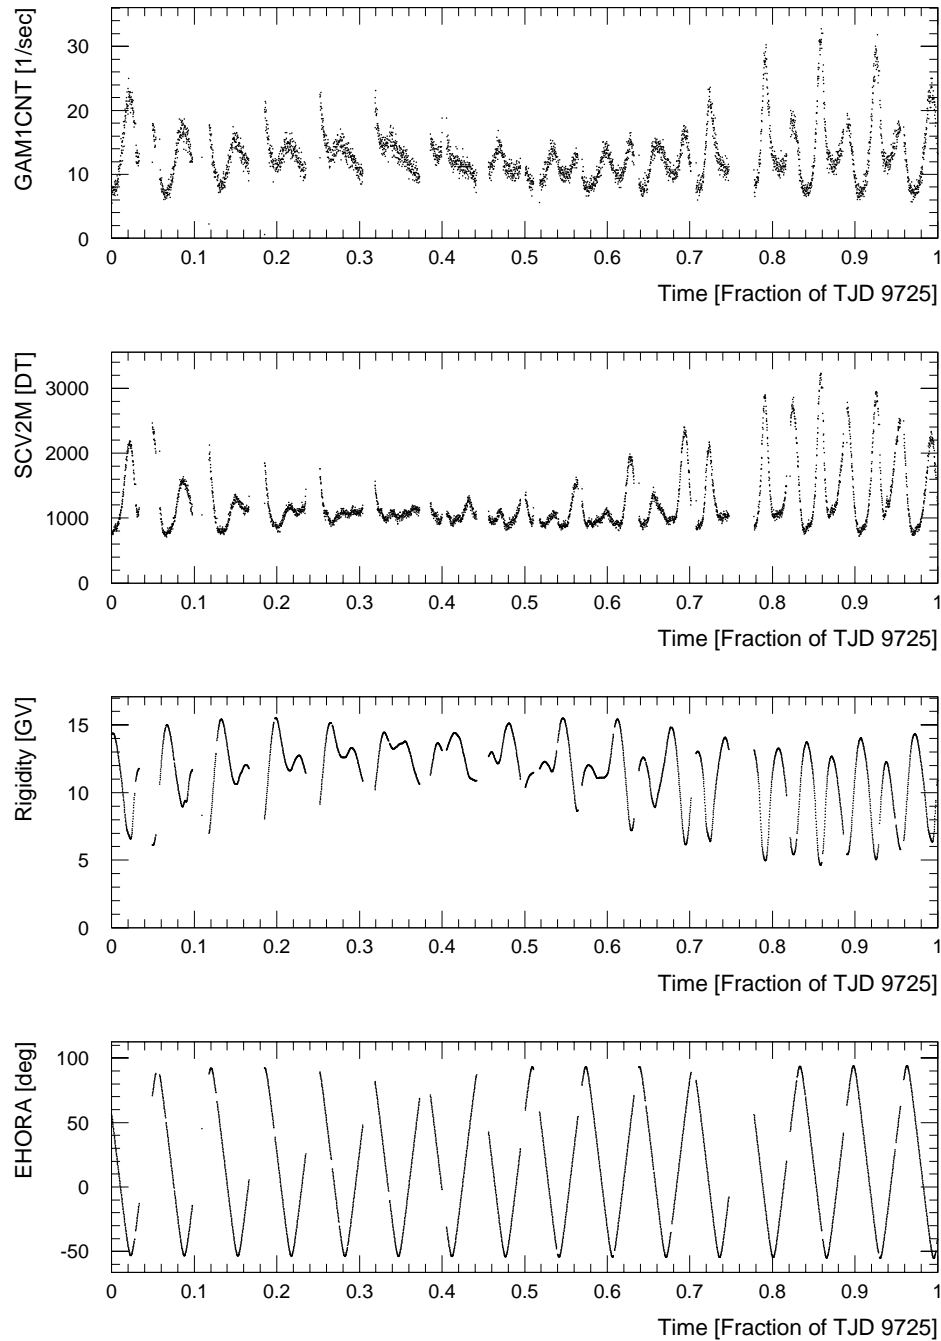 GAM1CNT [1/sec]
30
20
10
0
0 0.1 0.2 0.3 0.4 0.5 0.6 0.7 0.8 0.9 1
Time [Fraction of TJD 9725]
SCV2M [DT]
3000
2000
1000
0
0 0.1 0.2 0.3 0.4 0.5 0.6 0.7 0.8 0.9 1
Time [Fraction of TJD 9725]
Rigidity [GV]
15
10
5
0
0 0.1 0.2 0.3 0.4 0.5 0.6 0.7 0.8 0.9 1
Time [Fraction of TJD 9725]
EHORA [deg]
100
50
0
-50
0 0.1 0.2 0.3 0.4 0.5 0.6 0.7 0.8 0.9 1
Time [Fraction of TJD 9725]